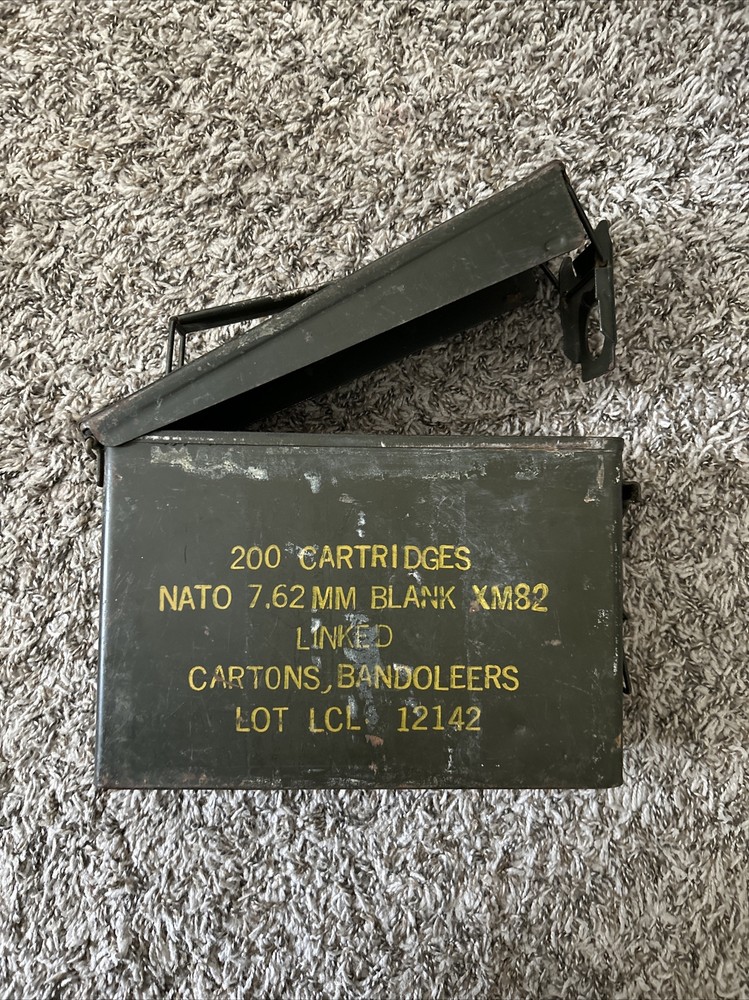 200 CARTRIDGES
NATO 7.62 MM BLANK XM82
LINKED
CARTONS, BANDOLEERS
LOT LCL 12142